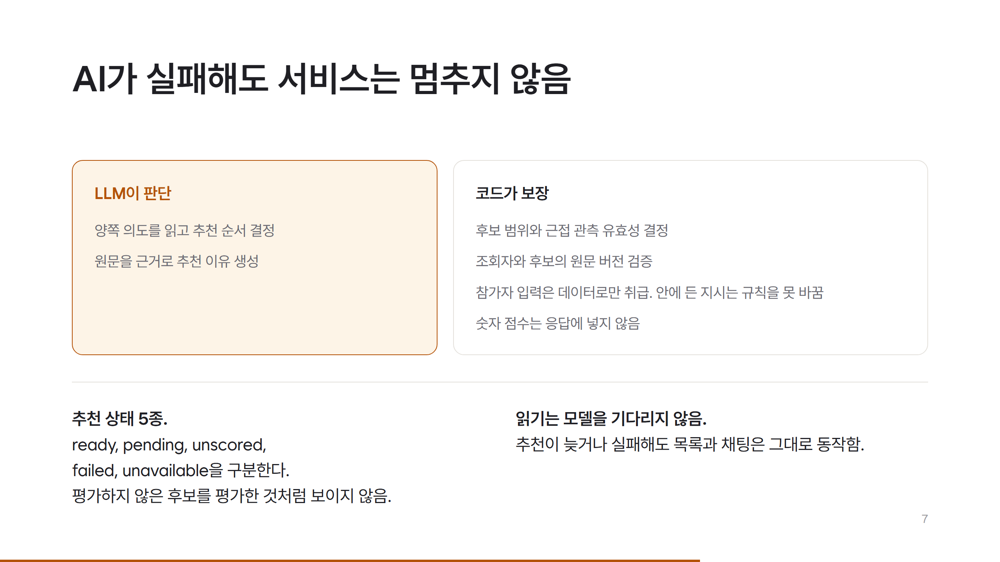 AI가 실패해도 서비스는 멈추지 않음
LLM이 판단
양쪽 의도를 읽고 추천 순서 결정
원문을 근거로 추천 이유 생성
코드가 보장
후보 범위와 근접 관측 유효성 결정
조회자와 후보의 원문 버전 검증
참가자 입력은 데이터로만 취급. 안에 든 지시는 규칙을 못 바꿈
숫자 점수는 응답에 넣지 않음
추천 상태 5종.
ready, pending, unscored,
failed, unavailable을 구분한다.
평가하지 않은 후보를 평가한 것처럼 보이지 않음.
읽기는 모델을 기다리지 않음.
추천이 늦거나 실패해도 목록과 채팅은 그대로 동작함.
7